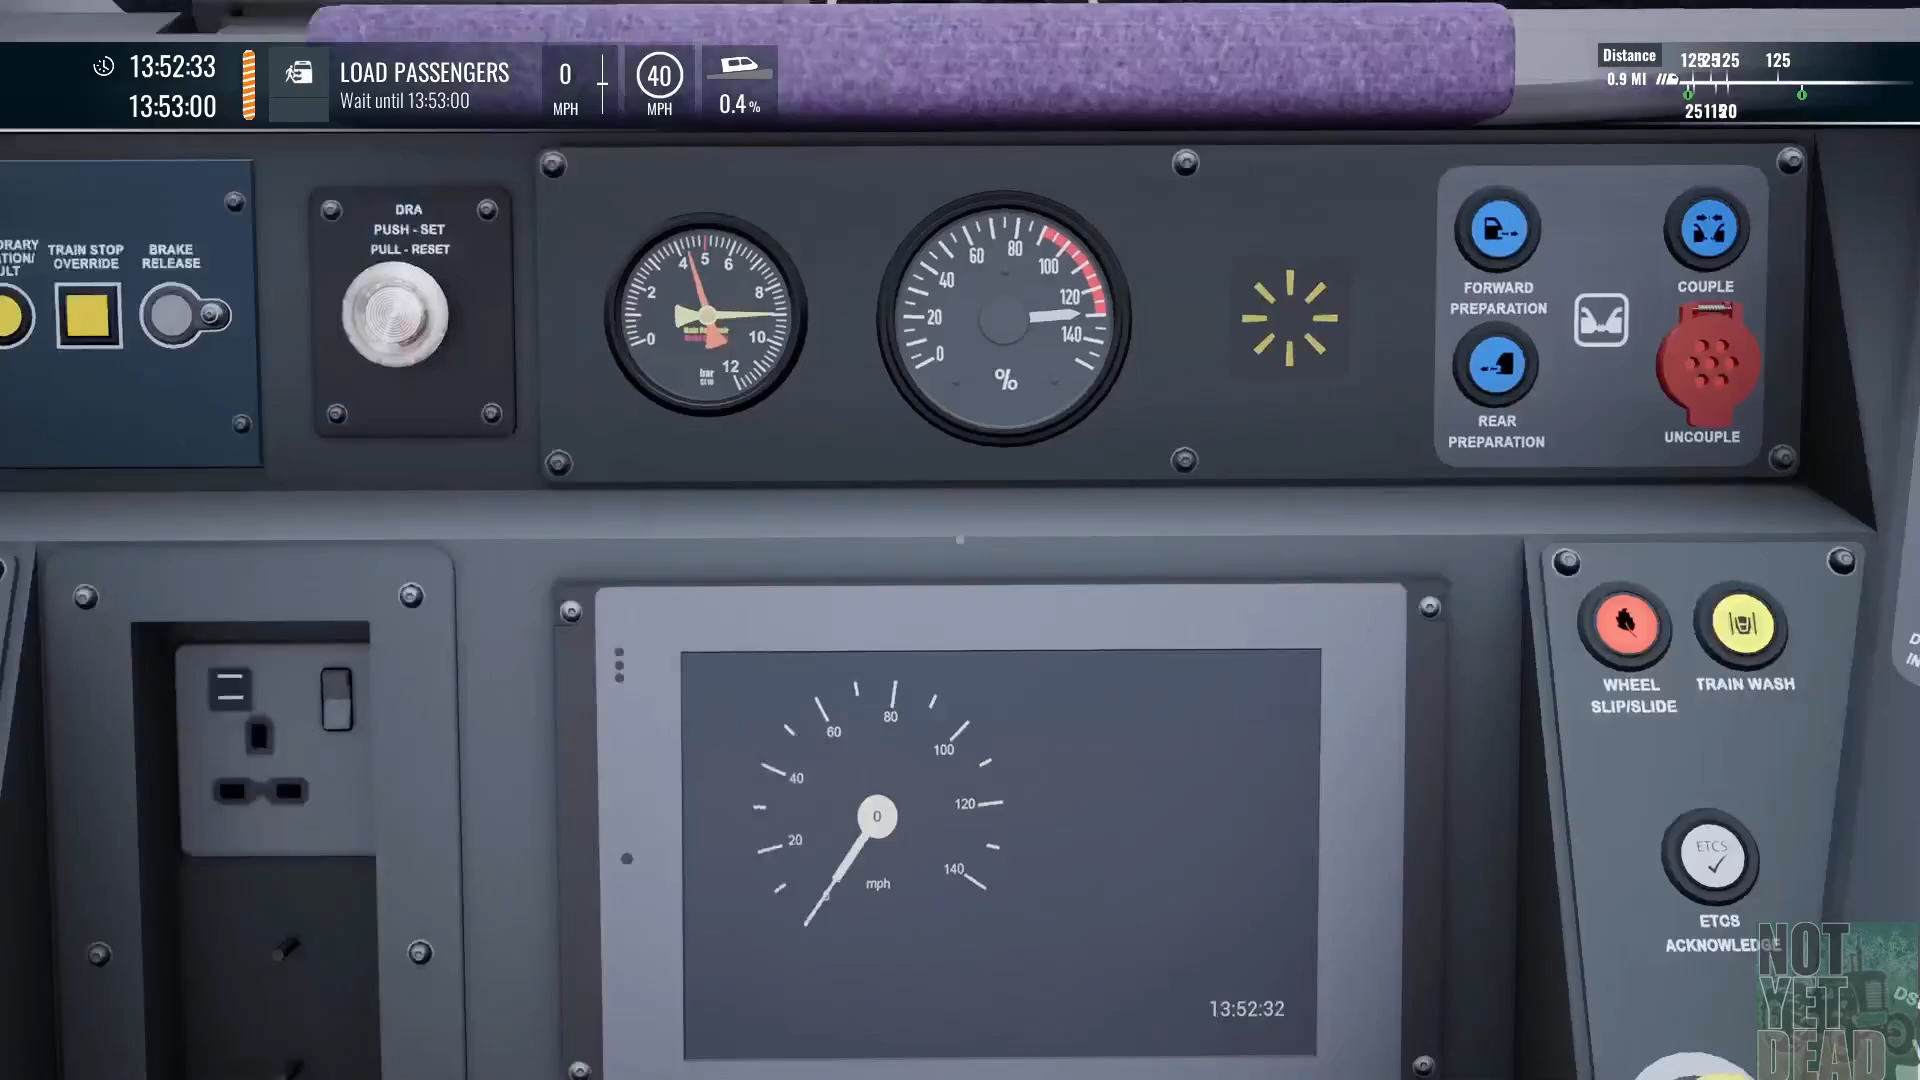 13:52:33
13:53:00
LOAD PASSENGERS
Wait until 13:53:00
0
MPH
40
MPH
0.4%
Distance
0.9 MI
125
125
125
TRAIN STOP
OVERRIDE
BRAKE
RELEASE
DRA
PUSH - SET
PULL - RESET
0
2
4
5
6
8
10
12
bar
0
20
40
60
80
100
120
140
%
FORWARD
PREPARATION
COUPLE
REAR
PREPARATION
UNCOUPLE
20
40
60
80
100
120
140
0
mph
13:52:32
WHEEL
SLIP/SLIDE
TRAIN WASH
ETCS
ETCS
ACKNOWLEDGE
NOT
YET
DEAD